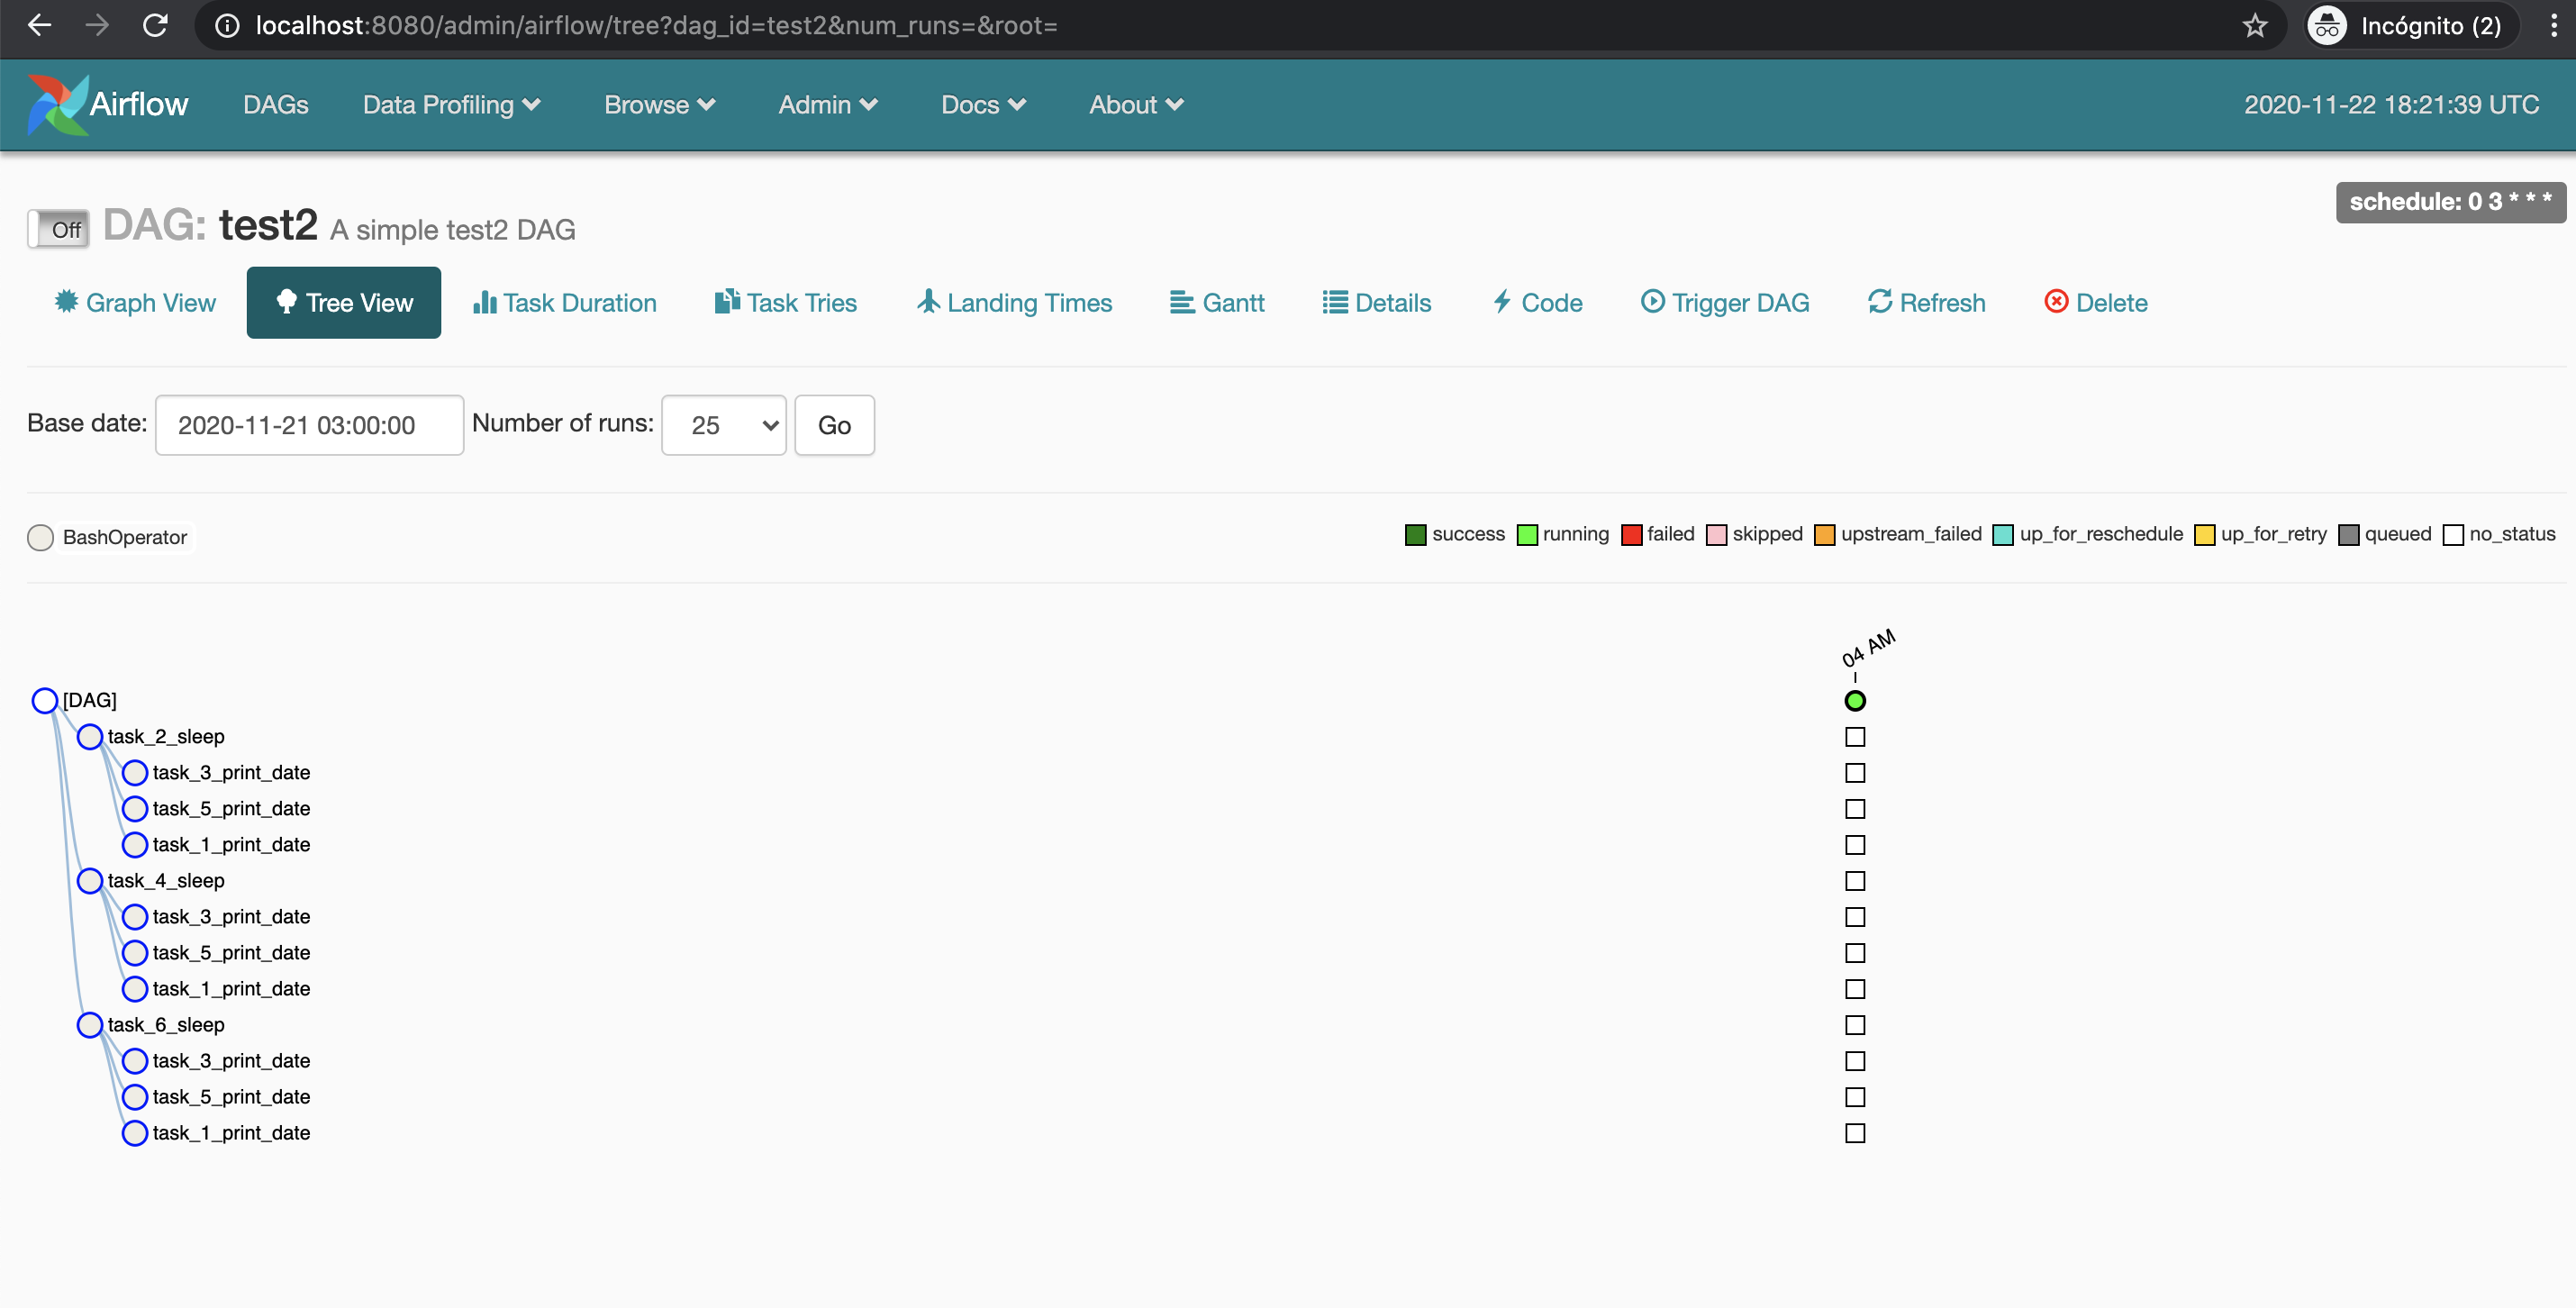 localhost:8080/admin/airflow/tree?dag_id=test2&num_runs=&root=
Incógnito (2)
Airflow DAGs Data Profiling Browse Admin Docs About 2020-11-22 18:21:39 UTC
schedule: 0 3 * * *
Off DAG: test2 A simple test2 DAG
Graph View Tree View Task Duration Task Tries Landing Times Gantt Details Code Trigger DAG Refresh Delete
Base date: 2020-11-21 03:00:00 Number of runs: 25 Go
BashOperator success running failed skipped upstream_failed up_for_reschedule up_for_retry queued no_status
04 AM
[DAG]
task_2_sleep
task_3_print_date
task_5_print_date
task_1_print_date
task_4_sleep
task_3_print_date
task_5_print_date
task_1_print_date
task_6_sleep
task_3_print_date
task_5_print_date
task_1_print_date